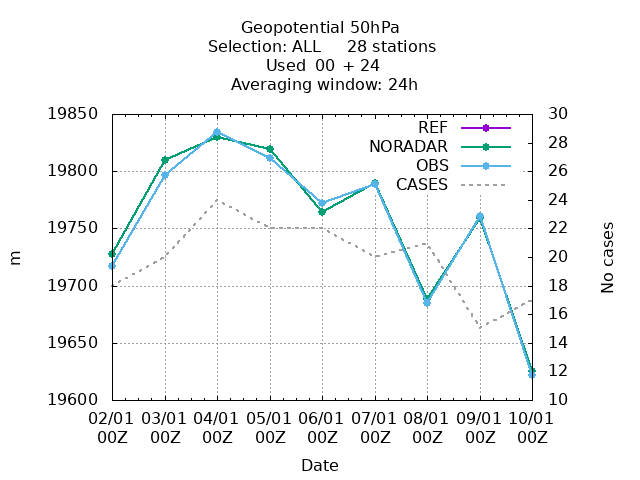 Geopotential 50hPa
Selection: ALL 28 stations
Used 00 + 24
Averaging window: 24h
REF
NORADAR
OBS
CASES
19850
19800
19750
19700
19650
19600
m
30
28
26
24
22
20
18
16
14
12
10
No cases
02/01 03/01 04/01 05/01 06/01 07/01 08/01 09/01 10/01
00Z 00Z 00Z 00Z 00Z 00Z 00Z 00Z 00Z
Date